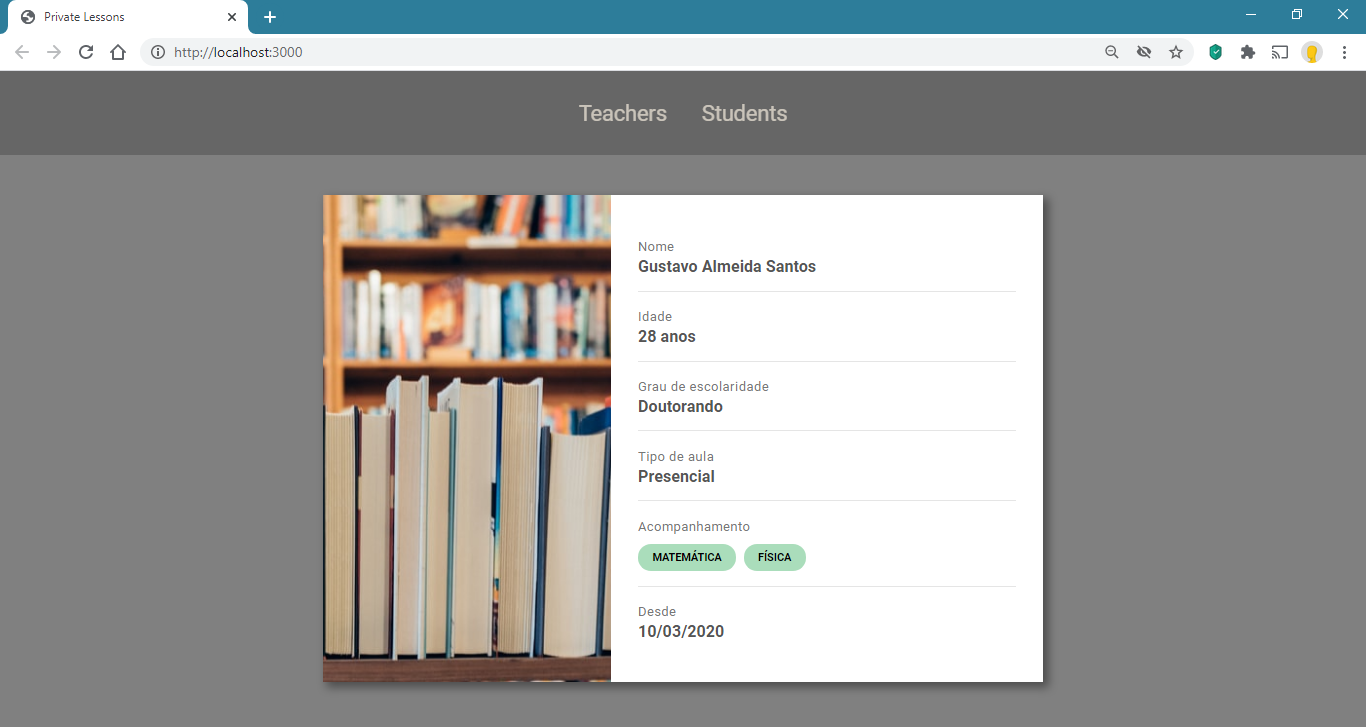 Private Lessons
http://localhost:3000
Teachers Students
Nome
Gustavo Almeida Santos
Idade
28 anos
Grau de escolaridade
Doutorando
Tipo de aula
Presencial
Acompanhamento
MATEMÁTICA FÍSICA
Desde
10/03/2020